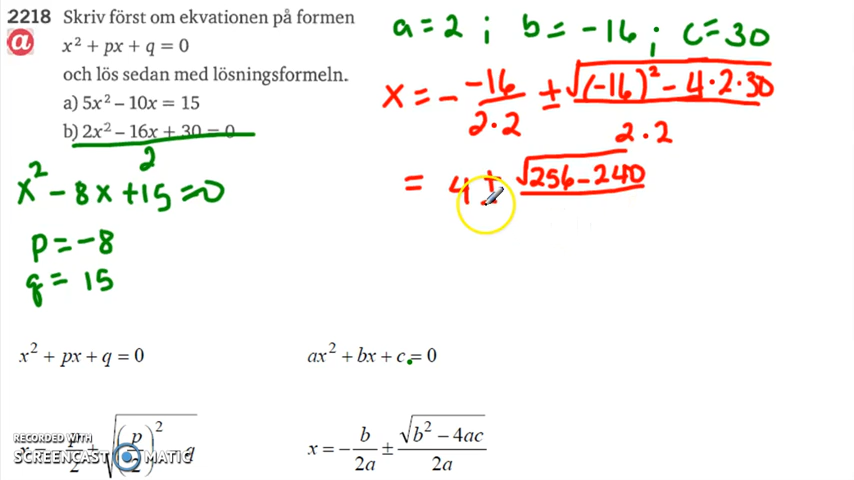 2218 Skriv först om ekvationen på formen
x² + px + q = 0
och lös sedan med lösningsformeln.
a) 5x² – 10x = 15
b) 2x² – 16x + 30 = 0
2
x² - 8x + 15 = 0
p = -8
q = 15
a = 2 ; b = -16 ; c = 30
x = - -16/2·2 ± √(-16)² - 4·2·30/2·2
= 4 ± √256 - 240
x² + px + q = 0
x = – p/2 ± √(p/2)² – q
RECORDED WITH
SCREENCAST MATIC
ax² + bx + c = 0
x = – b/2a ± √b² – 4ac/2a